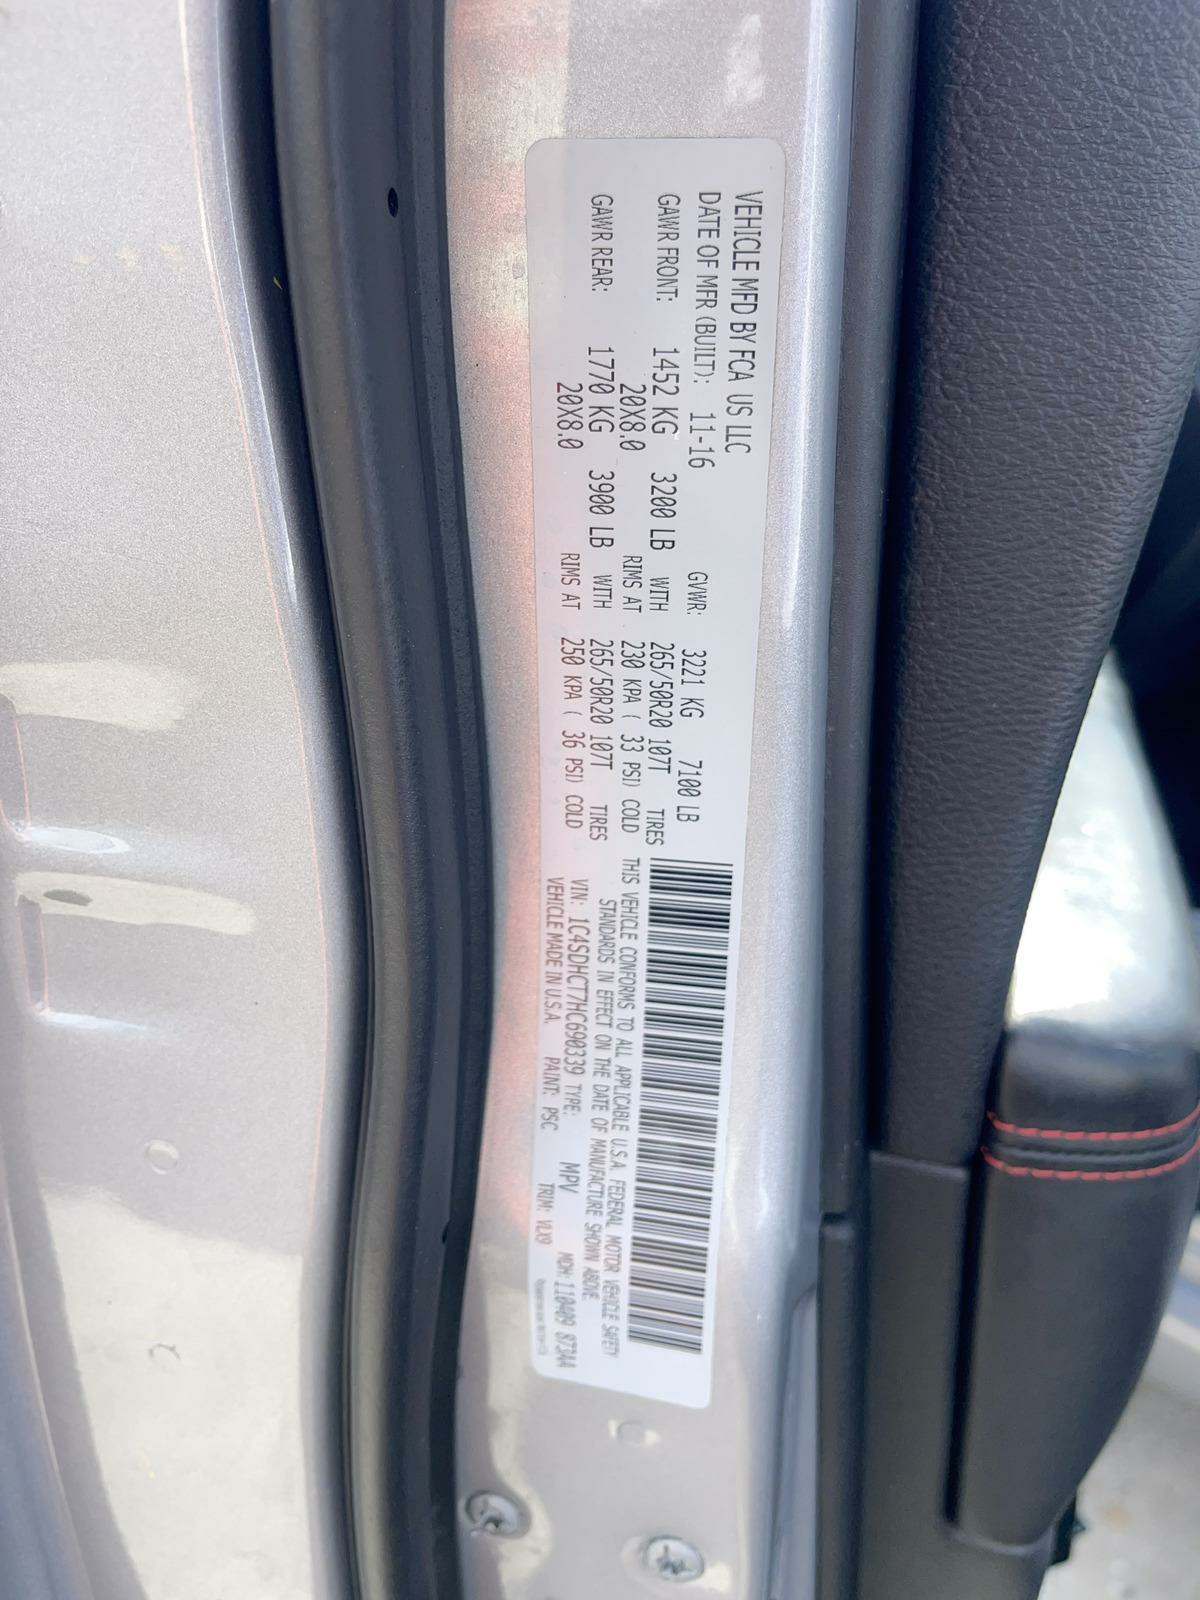 VEHICLE MFD BY FCA US LLC
DATE OF MFR (BUILT): 11-16 GVWR: 3221 KG 7100 LB
GAWR FRONT: 1452 KG 3200 LB WITH 265/50R20 107T TIRES
20X8.0 RIMS AT 230 KPA ( 33 PSI) COLD
GAWR REAR: 1770 KG 3900 LB WITH 265/50R20 107T TIRES
20X8.0 RIMS AT 250 KPA ( 36 PSI) COLD
THIS VEHICLE CONFORMS TO ALL APPLICABLE U.S.A. FEDERAL MOTOR VEHICLE SAFETY
STANDARDS IN EFFECT ON THE DATE OF MANUFACTURE SHOWN ABOVE.
VIN: 1C4SDHCT7HC690339 TYPE: MPV MDH: 110409 873AA
VEHICLE MADE IN U.S.A. PAINT: PSC TRIM: VLX9